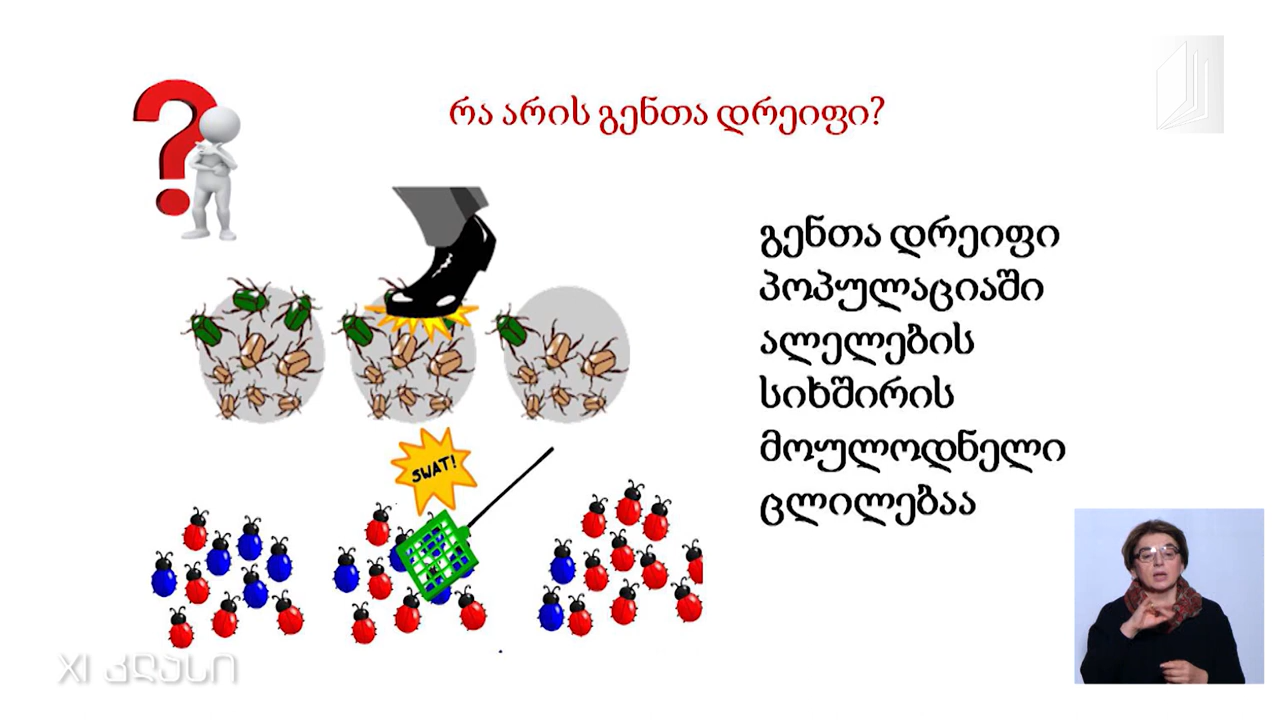 რა არის გენთა დრეიფი?
გენთა დრეიფი
პოპულაციაში
ალელების
სიხშირის
მოულოდნელი
ცლილებაა
SWAT!
XI კლასი